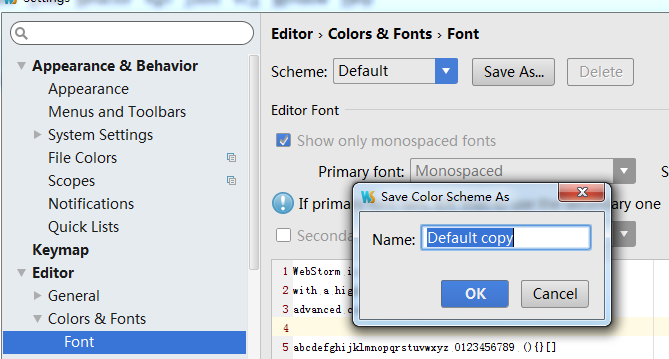 Settings
Appearance & Behavior
Appearance
Menus and Toolbars
System Settings
File Colors
Scopes
Notifications
Quick Lists
Keymap
Editor
General
Colors & Fonts
Font
Editor › Colors & Fonts › Font
Scheme: Default Save As... Delete
Editor Font
Show only monospaced fonts
Primary font: Monospaced S
If prima
ary one
Seconda
1 WebStorm i
2 with a hig
3 advanced c
4
5 abcdefghijklmnopqrstuvwxyz 0123456789 (){}[]
Save Color Scheme As
Name: Default copy
OK Cancel